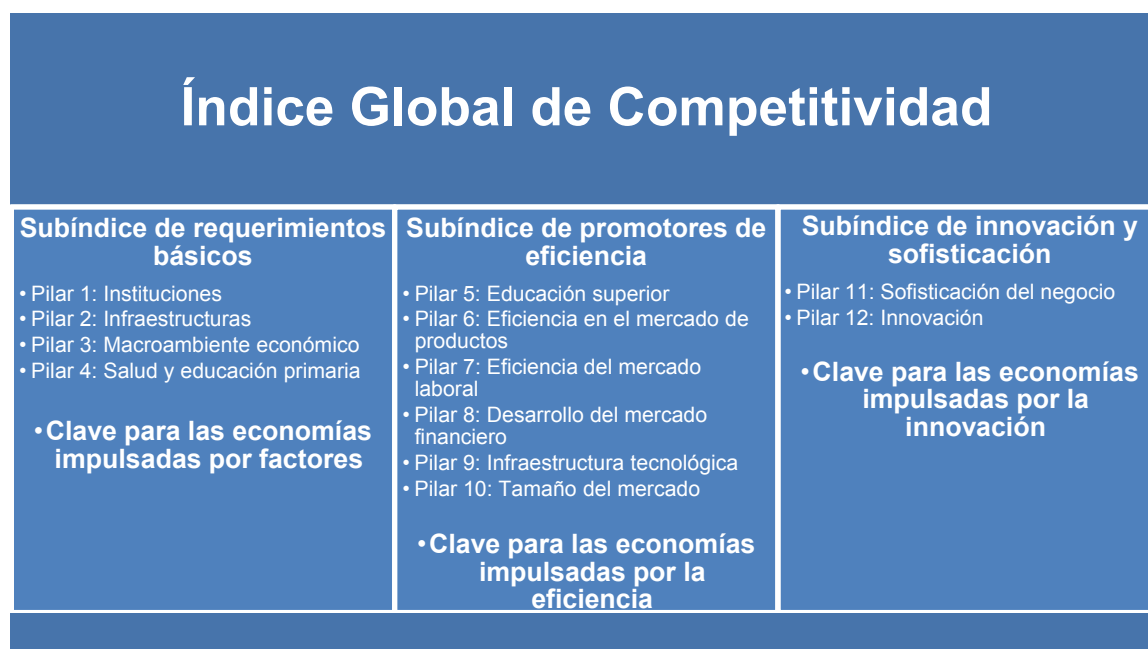 Índice Global de Competitividad
Subíndice de requerimientos
básicos
• Pilar 1: Instituciones
• Pilar 2: Infraestructuras
• Pilar 3: Macroambiente económico
• Pilar 4: Salud y educación primaria
•Clave para las economías
impulsadas por factores
Subíndice de promotores de
eficiencia
• Pilar 5: Educación superior
• Pilar 6: Eficiencia en el mercado de
productos
• Pilar 7: Eficiencia del mercado
laboral
• Pilar 8: Desarrollo del mercado
financiero
• Pilar 9: Infraestructura tecnológica
• Pilar 10: Tamaño del mercado
•Clave para las economías
impulsadas por la
eficiencia
Subíndice de innovación y
sofisticación
• Pilar 11: Sofisticación del negocio
• Pilar 12: Innovación
•Clave para las economías
impulsadas por la
innovación